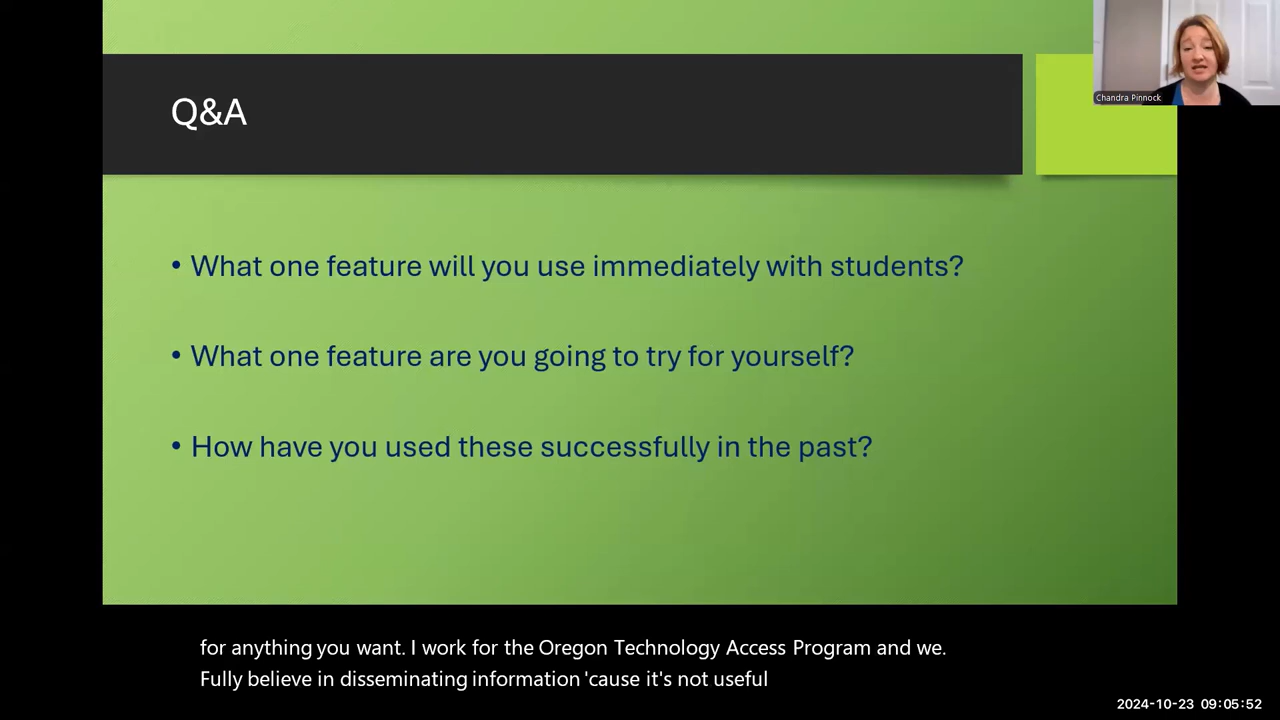 Q&A
Chandra Pinnock
• What one feature will you use immediately with students?
• What one feature are you going to try for yourself?
• How have you used these successfully in the past?
for anything you want. I work for the Oregon Technology Access Program and we.
Fully believe in disseminating information 'cause it's not useful
2024-10-23 09:05:52